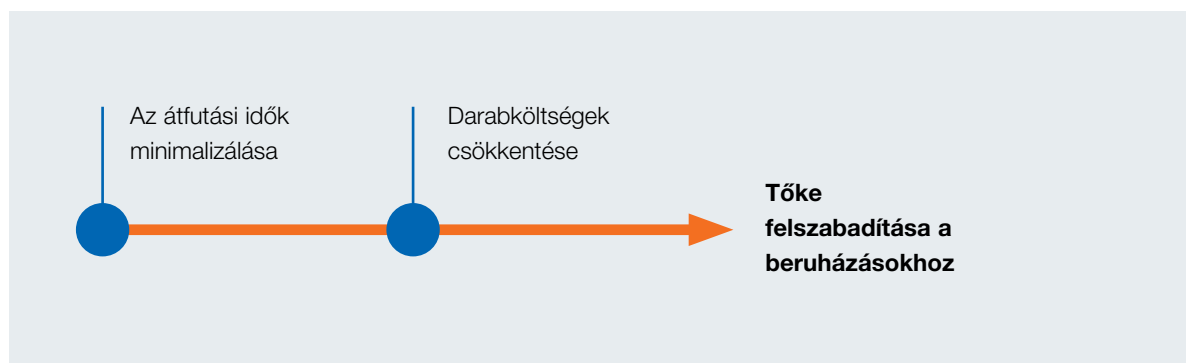 Az átfutási idők
minimalizálása
Darabköltségek
csökkentése
Tőke
felszabadítása a
beruházásokhoz